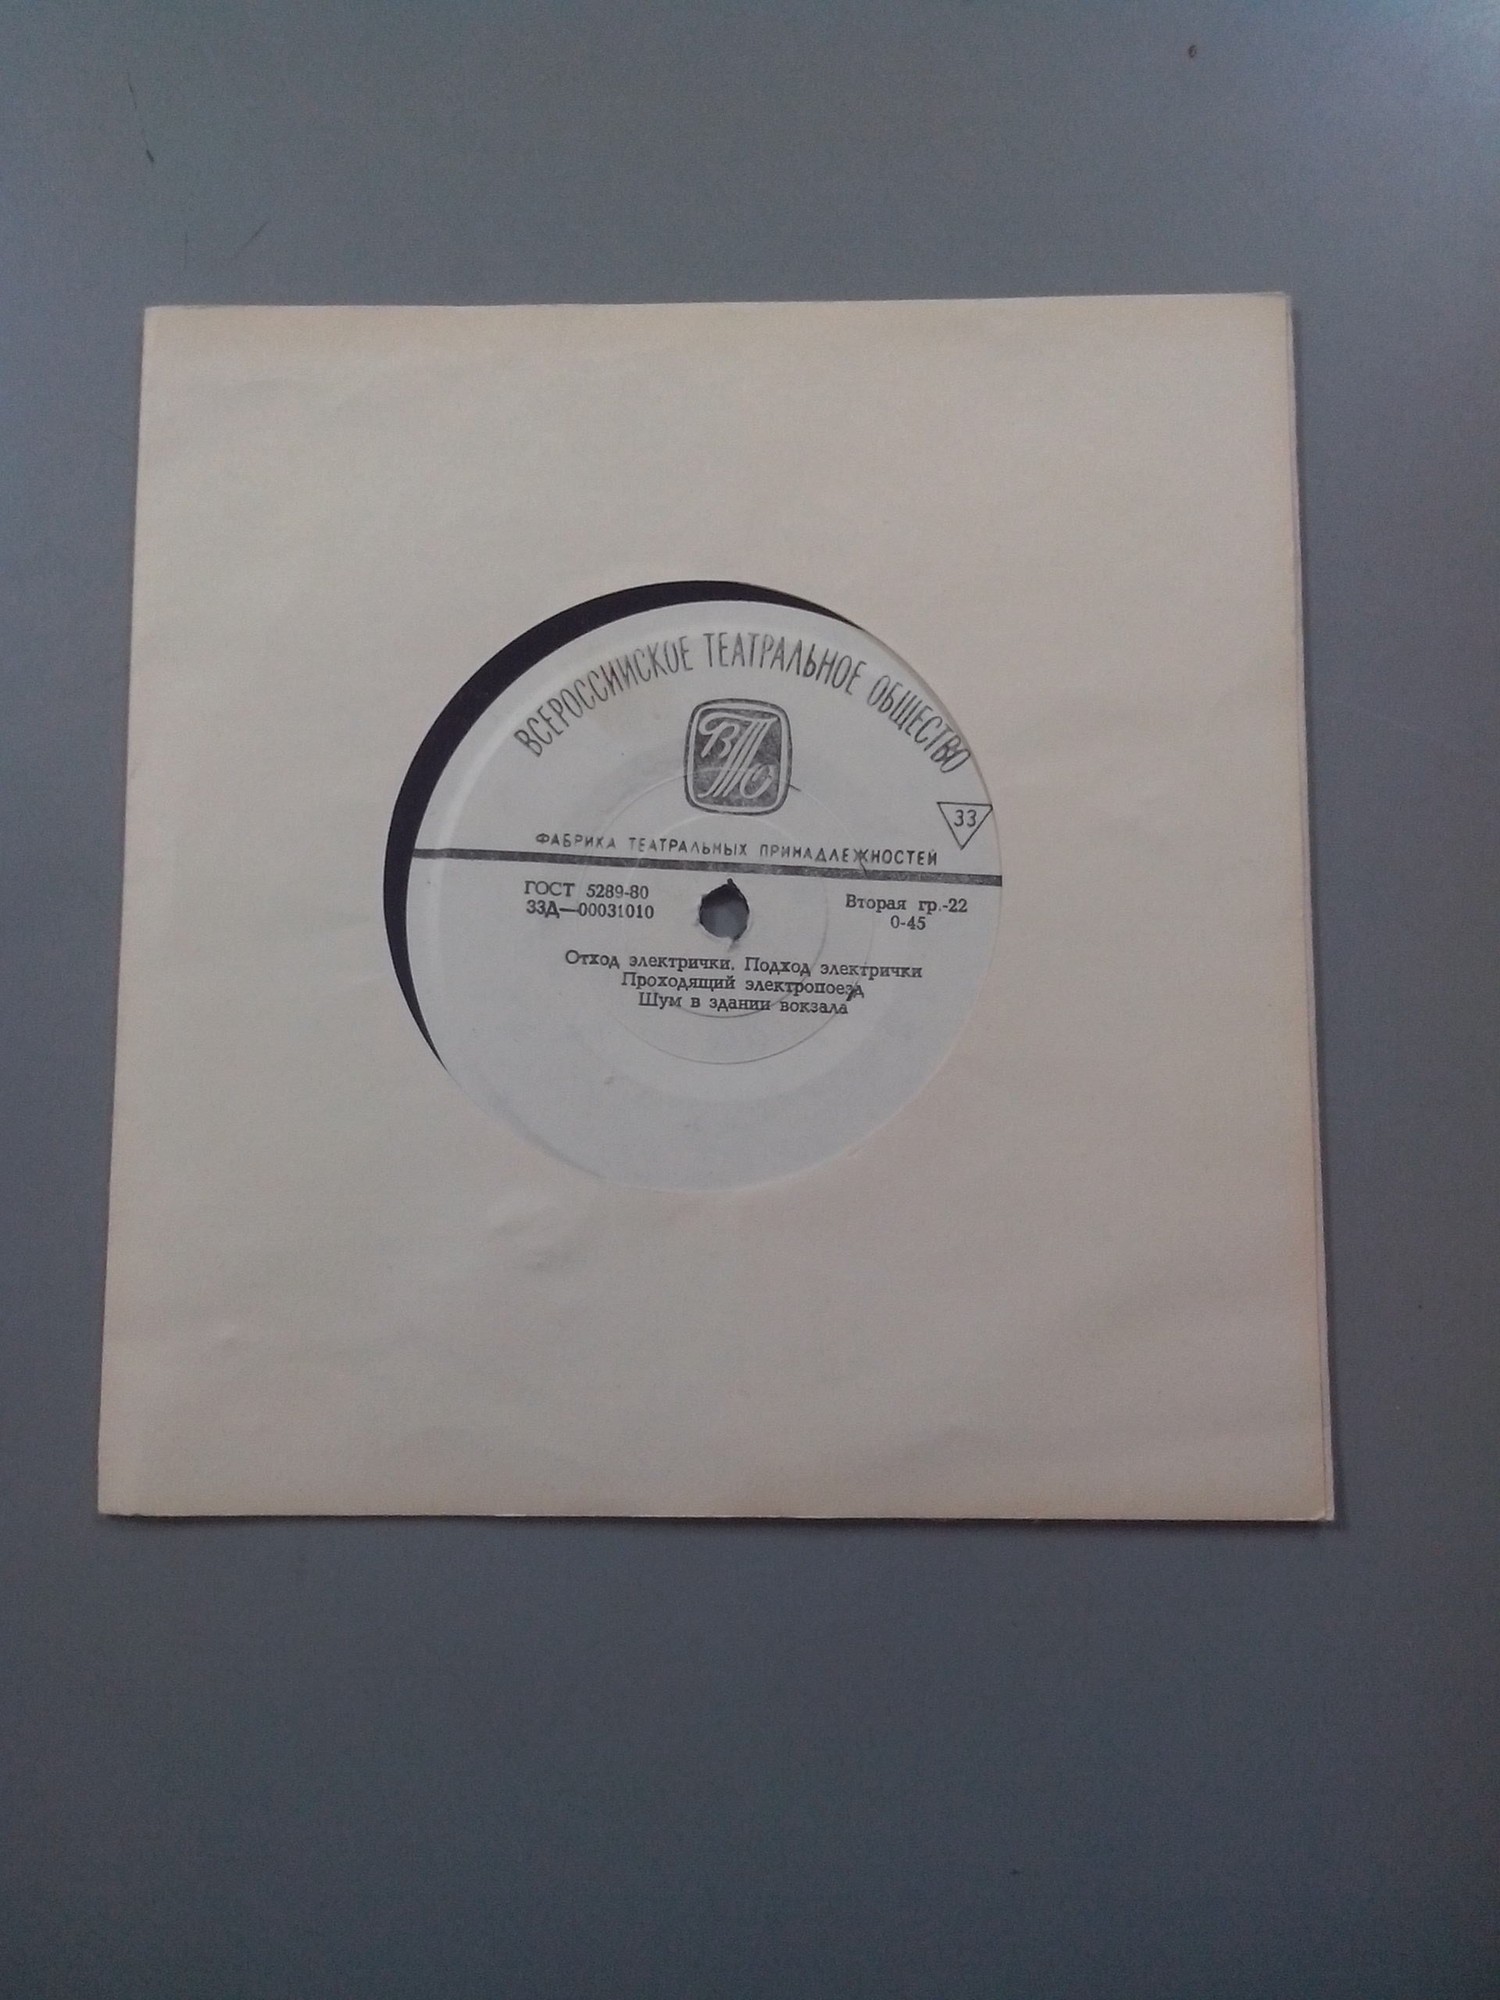 ВСЕРОССИЙСКОЕ ТЕАТРАЛЬНОЕ ОБЩЕСТВО
ВТО
33
ФАБРИКА ТЕАТРАЛЬНЫХ ПРИНАДЛЕЖНОСТЕЙ
ГОСТ 5289-80
33Д—00031010
Вторая гр.-22
0-45
Отход электрички. Подход электрички
Проходящий электропоезд
Шум в здании вокзала